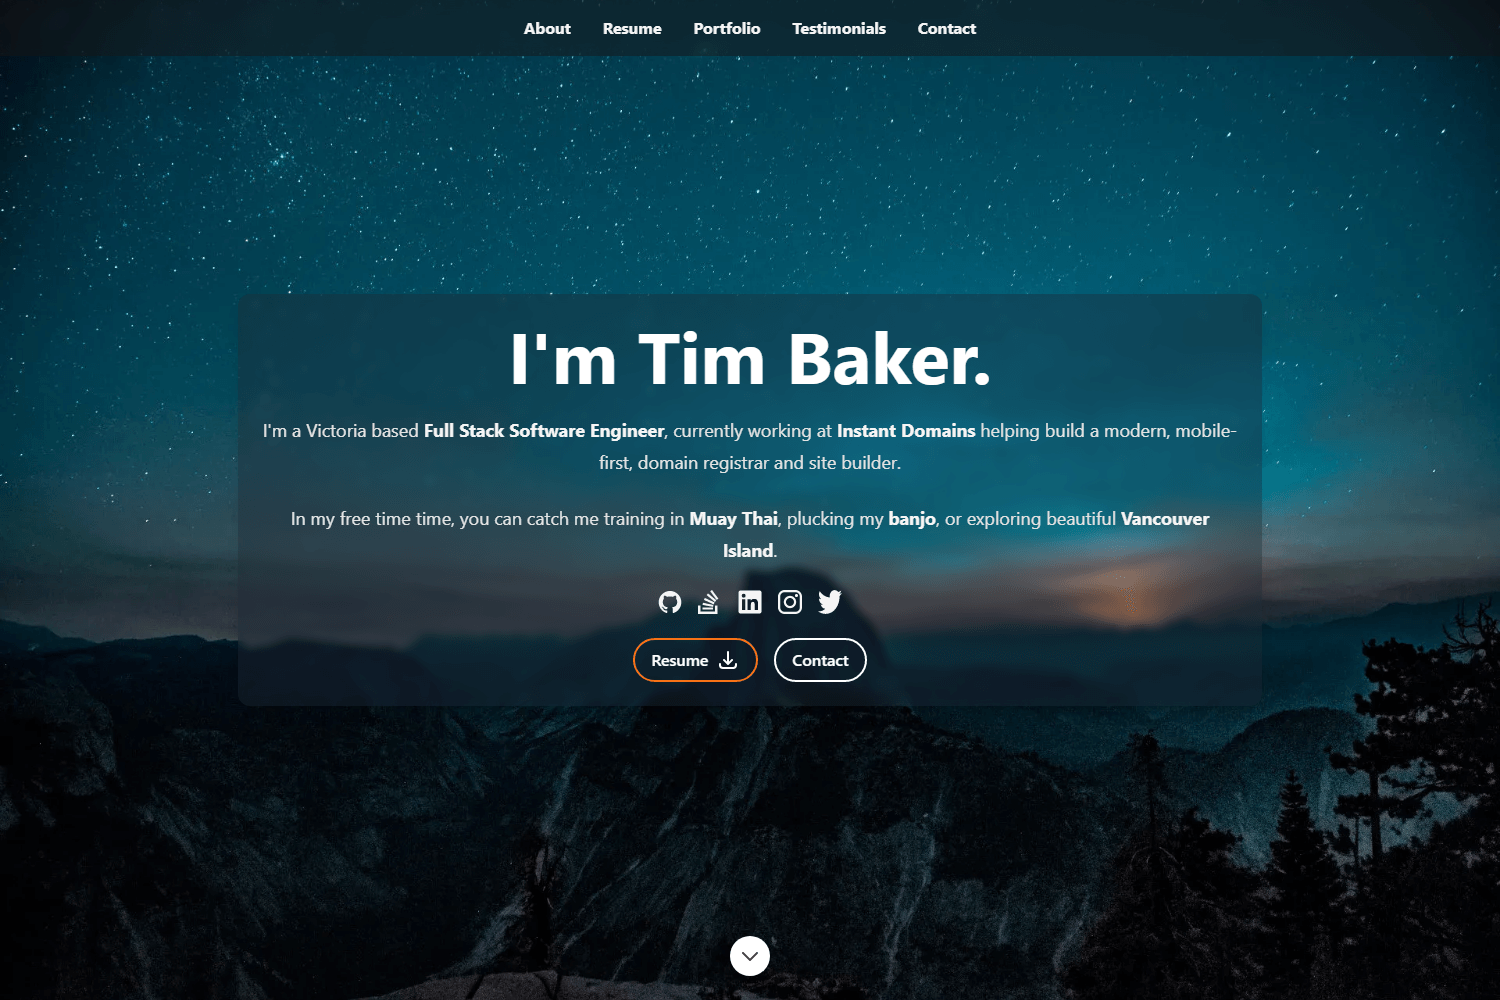 About Resume Portfolio Testimonials Contact
I'm Tim Baker.
I'm a Victoria based Full Stack Software Engineer, currently working at Instant Domains helping build a modern, mobile-
first, domain registrar and site builder.
In my free time time, you can catch me training in Muay Thai, plucking my banjo, or exploring beautiful Vancouver
Island.
Resume Contact